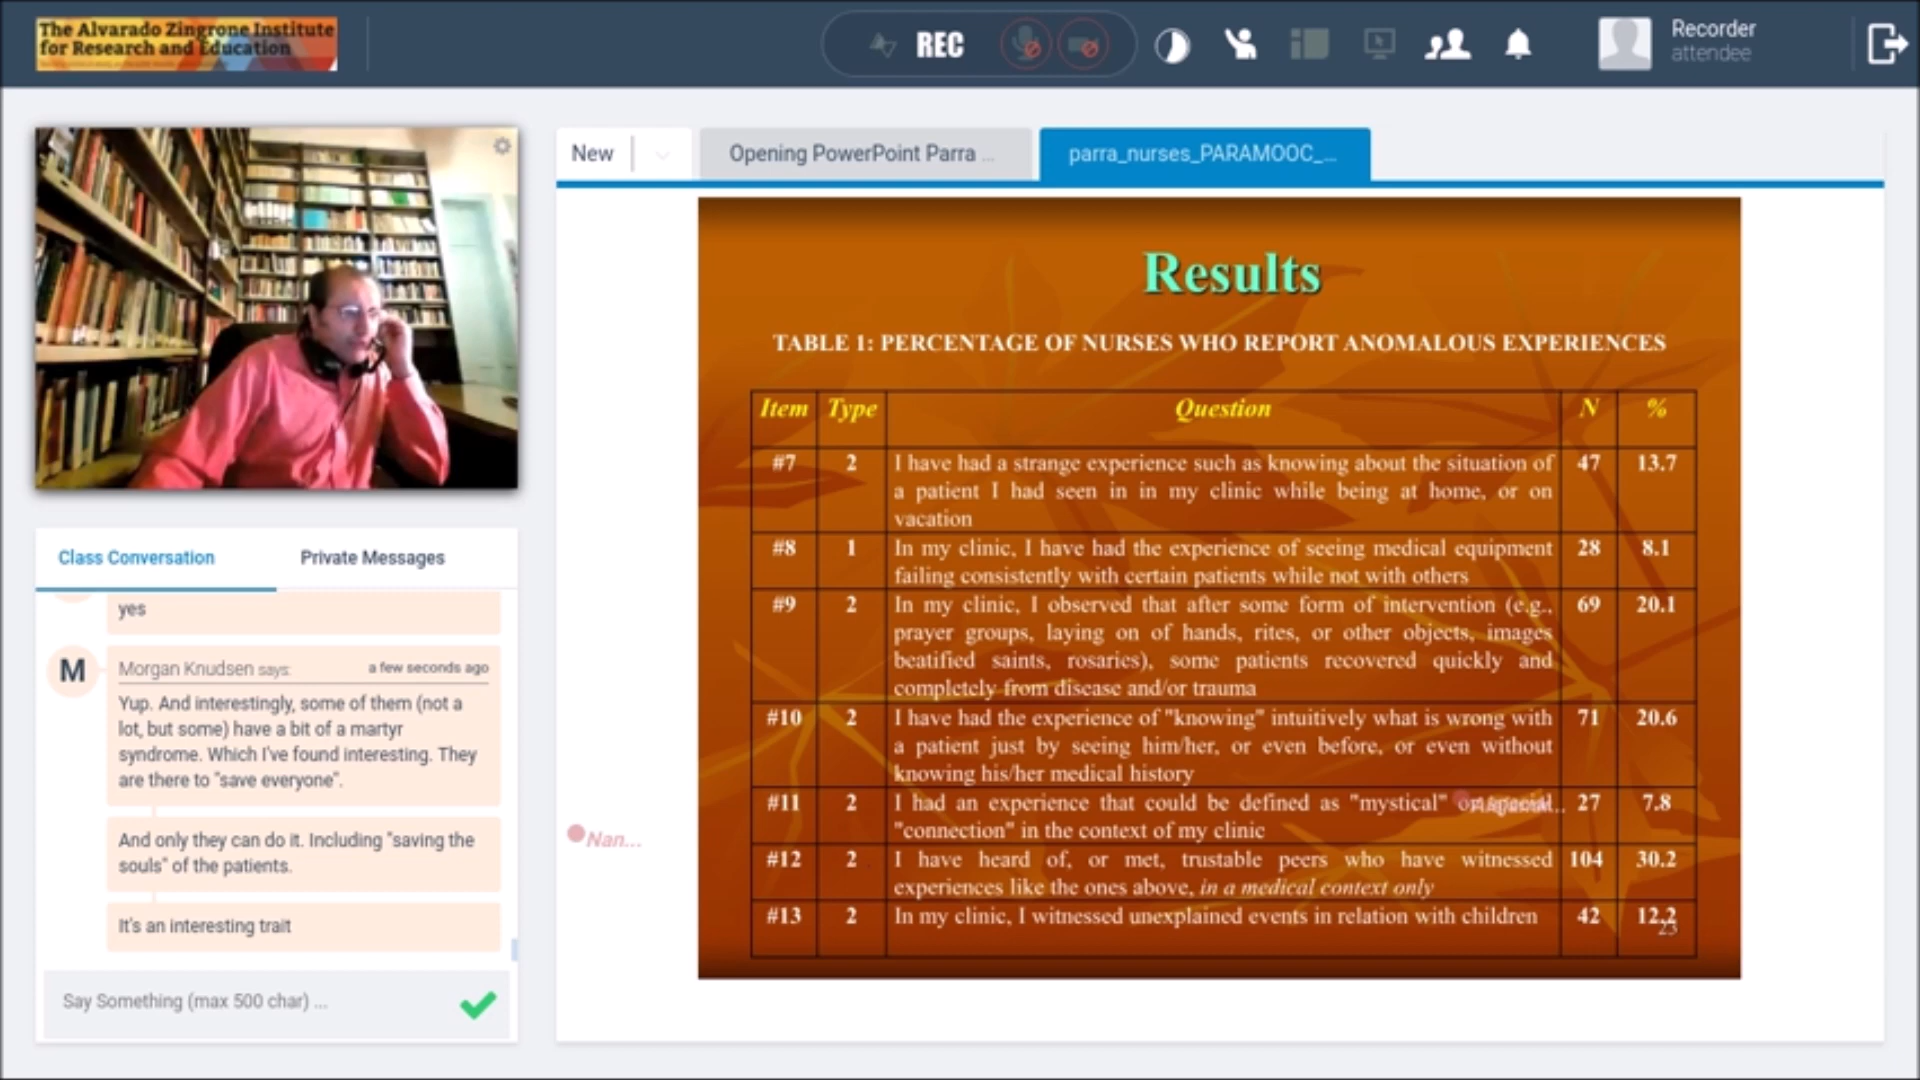 The Alvarado Zingrone Institute
for Research and Education
REC
Recorder
attendee
New
Opening PowerPoint Parra ...
parra_nurses_PARAMOOC_...
Class Conversation
Private Messages
yes
M
Morgan Knudsen says:
a few seconds ago
Yup. And interestingly, some of them (not a
lot, but some) have a bit of a martyr
syndrome. Which I've found interesting. They
are there to "save everyone".
And only they can do it. Including "saving the
souls" of the patients.
It's an interesting trait
Say Something (max 500 char) ...
Nan...
Results
TABLE 1: PERCENTAGE OF NURSES WHO REPORT ANOMALOUS EXPERIENCES
Item Type Question N %
#7 2 I have had a strange experience such as knowing about the situation of 47 13.7
a patient I had seen in in my clinic while being at home, or on
vacation
#8 1 In my clinic, I have had the experience of seeing medical equipment 28 8.1
failing consistently with certain patients while not with others
#9 2 In my clinic, I observed that after some form of intervention (e.g., 69 20.1
prayer groups, laying on of hands, rites, or other objects, images
beatified saints, rosaries), some patients recovered quickly and
completely from disease and/or trauma
#10 2 I have had the experience of "knowing" intuitively what is wrong with 71 20.6
a patient just by seeing him/her, or even before, or even without
knowing his/her medical history
#11 2 I had an experience that could be defined as "mystical" or special 27 7.8
"connection" in the context of my clinic
#12 2 I have heard of, or met, trustable peers who have witnessed 104 30.2
experiences like the ones above, in a medical context only
#13 2 In my clinic, I witnessed unexplained events in relation with children 42 12.2
23